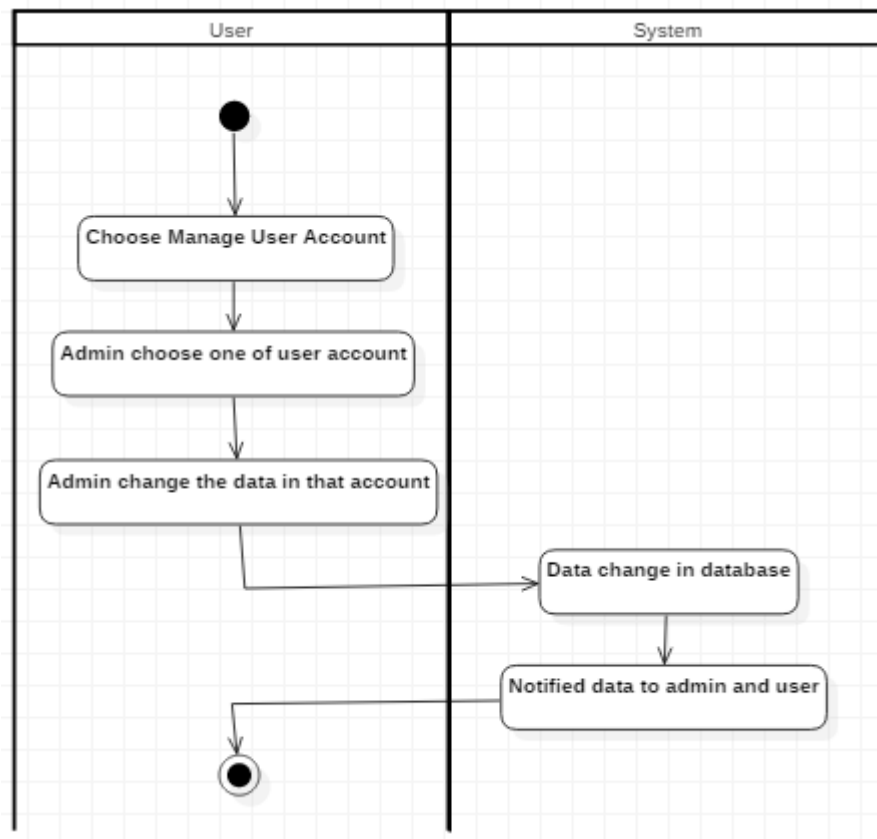 User
System
Choose Manage User Account
Admin choose one of user account
Admin change the data in that account
Data change in database
Notified data to admin and user